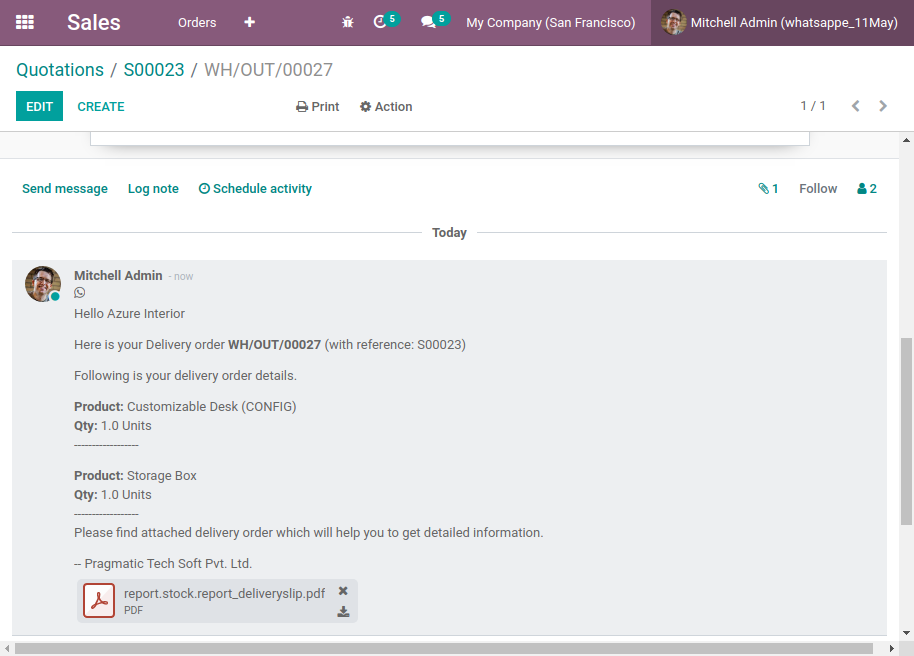 Sales Orders 5 5 My Company (San Francisco) Mitchell Admin (whatsappe_11May)
Quotations / S00023 / WH/OUT/00027
EDIT CREATE Print Action 1 / 1
Send message Log note Schedule activity 1 Follow 2
Today
Mitchell Admin - now
Hello Azure Interior
Here is your Delivery order WH/OUT/00027 (with reference: S00023)
Following is your delivery order details.
Product: Customizable Desk (CONFIG)
Qty: 1.0 Units
------------------
Product: Storage Box
Qty: 1.0 Units
------------------
Please find attached delivery order which will help you to get detailed information.
-- Pragmatic Tech Soft Pvt. Ltd.
report.stock.report_deliveryslip.pdf
PDF